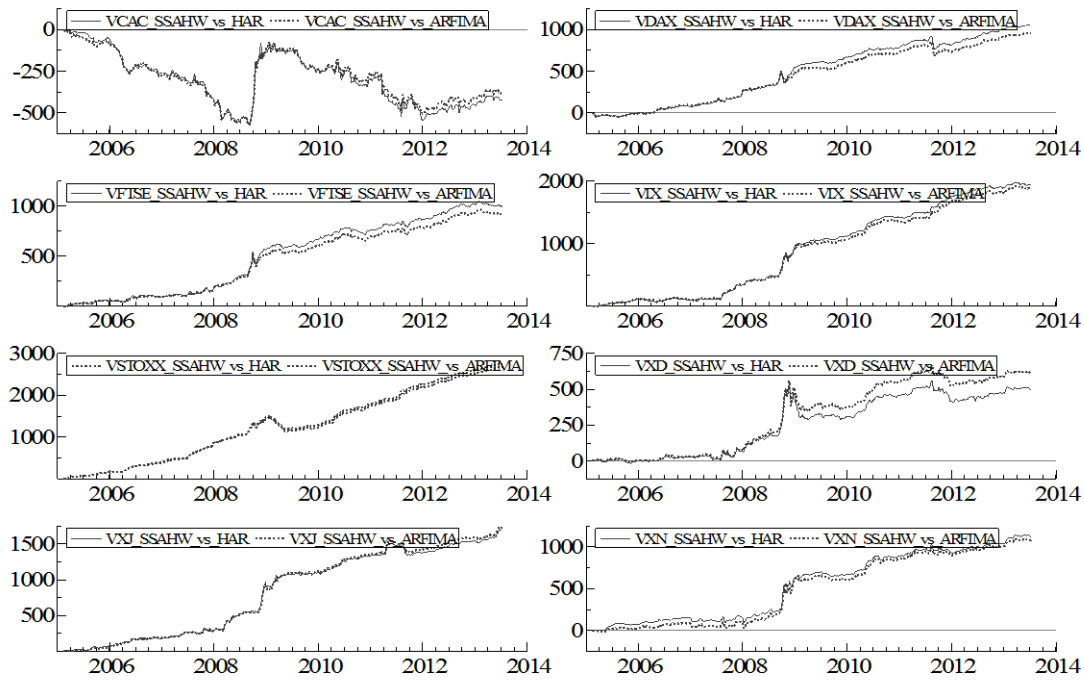 VCAC_SSAHW_vs_HAR VCAC_SSAHW_vs_ARFIMA
0
-250
-500
2006 2008 2010 2012 2014
VDAX_SSAHW_vs_HAR VDAX_SSAHW_vs_ARFIMA
1000
500
0
2006 2008 2010 2012 2014
VFTSE_SSAHW_vs_HAR VFTSE_SSAHW_vs_ARFIMA
1000
500
2006 2008 2010 2012 2014
VIX_SSAHW_vs_HAR VIX_SSAHW_vs_ARFIMA
2000
1000
2006 2008 2010 2012 2014
VSTOXX_SSAHW_vs_HAR VSTOXX_SSAHW_vs_ARFIMA
3000
2000
1000
2006 2008 2010 2012 2014
VXD_SSAHW_vs_HAR VXD_SSAHW_vs_ARFIMA
750
500
250
0
2006 2008 2010 2012 2014
VXJ_SSAHW_vs_HAR VXJ_SSAHW_vs_ARFIMA
1500
1000
500
2006 2008 2010 2012 2014
VXN_SSAHW_vs_HAR VXN_SSAHW_vs_ARFIMA
1000
500
0
2006 2008 2010 2012 2014